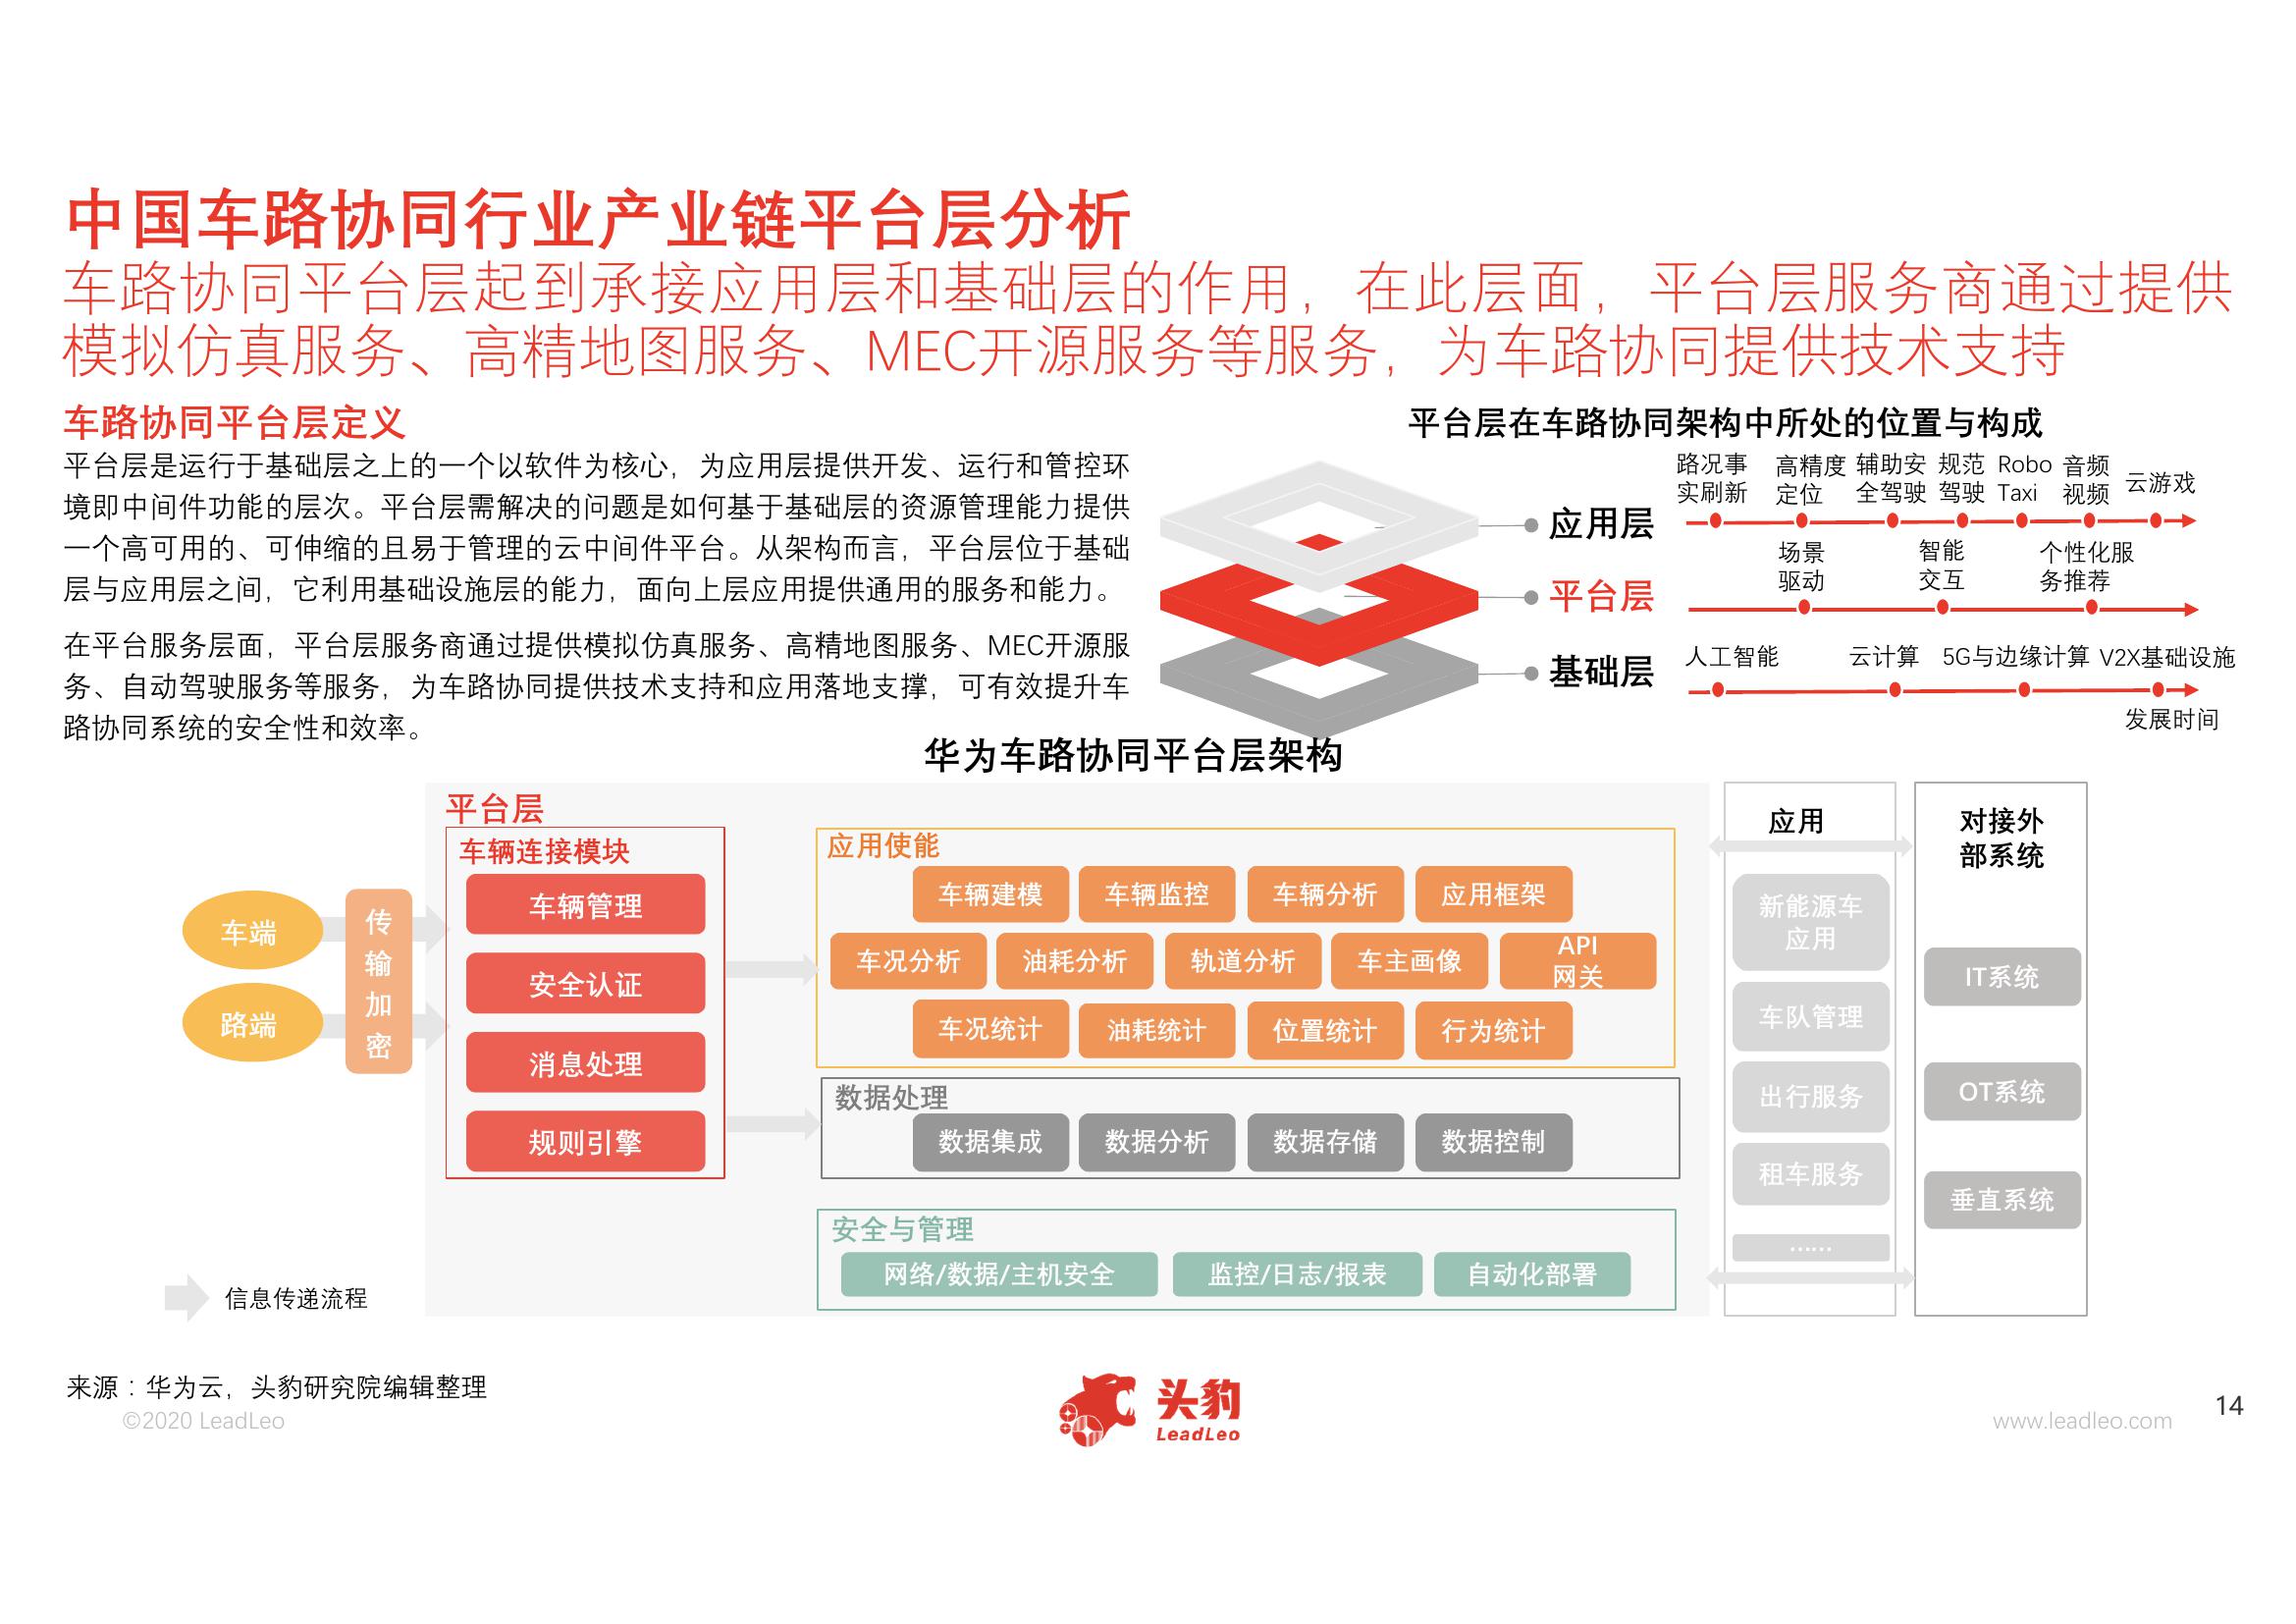 中国车路协同行业产业链平台层分析
车路协同平台层起到承接应用层和基础层的作用，在此层面，平台层服务商通过提供
模拟仿真服务、高精地图服务、MEC开源服务等服务，为车路协同提供技术支持
车路协同平台层定义
平台层是运行于基础层之上的一个以软件为核心，为应用层提供开发、运行和管控环
境即中间件功能的层次。平台层需解决的问题是如何基于基础层的资源管理能力提供
一个高可用的、可伸缩的且易于管理的云中间件平台。从架构而言，平台层位于基础
层与应用层之间，它利用基础设施层的能力，面向上层应用提供通用的服务和能力。
在平台服务层面，平台层服务商通过提供模拟仿真服务、高精地图服务、MEC开源服
务、自动驾驶服务等服务，为车路协同提供技术支持和应用落地支撑，可有效提升车
路协同系统的安全性和效率。
平台层在车路协同架构中所处的位置与构成
应用层
路况事
实刷新
高精度
定位
辅助安
全驾驶
规范
驾驶
Robo
Taxi
音频
视频
云游戏
平台层
场景
驱动
智能
交互
个性化服
务推荐
基础层
人工智能
云计算
5G与边缘计算
V2X基础设施
发展时间
华为车路协同平台层架构
车端
路端
传
输
加
密
平台层
车辆连接模块
车辆管理
安全认证
消息处理
规则引擎
应用使能
车辆建模
车辆监控
车辆分析
应用框架
车况分析
油耗分析
轨道分析
车主画像
API
网关
车况统计
油耗统计
位置统计
行为统计
数据处理
数据集成
数据分析
数据存储
数据控制
安全与管理
网络/数据/主机安全
监控/日志/报表
自动化部署
应用
新能源车
应用
车队管理
出行服务
租车服务
……
对接外
部系统
IT系统
OT系统
垂直系统
信息传递流程
来源：华为云，头豹研究院编辑整理
©2020 LeadLeo
头豹
LeadLeo
www.leadleo.com
14